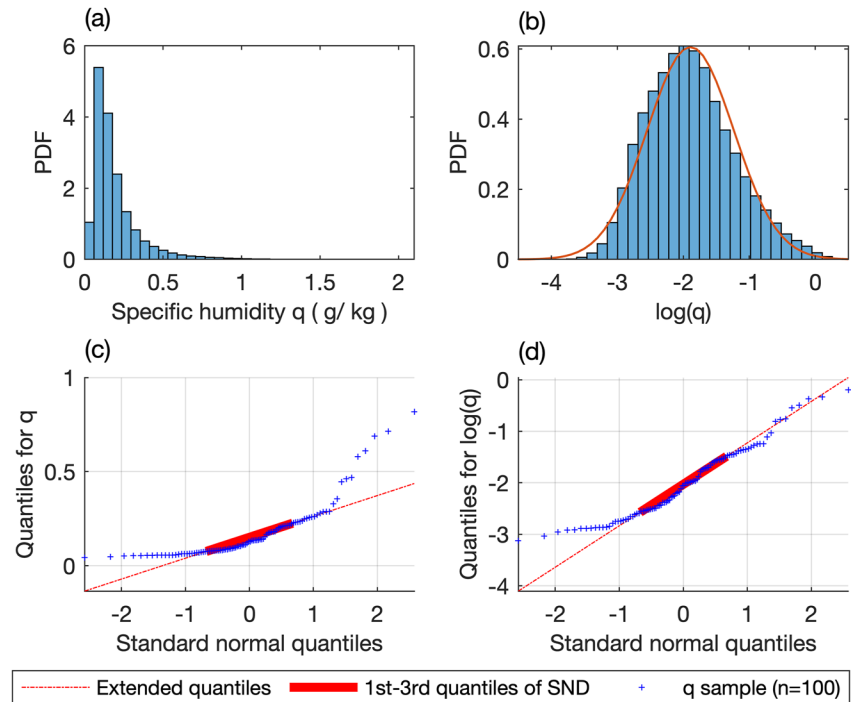 (a)
6
4
2
0
PDF
0 0.5 1 1.5 2
Specific humidity q ( g/ kg )
(b)
0.6
0.4
0.2
0
PDF
-4 -3 -2 -1 0
log(q)
(c)
1
0.5
0
Quantiles for q
-2 -1 0 1 2
Standard normal quantiles
(d)
0
-1
-2
-3
-4
Quantiles for log(q)
-2 -1 0 1 2
Standard normal quantiles
Extended quantiles 1st-3rd quantiles of SND q sample (n=100)